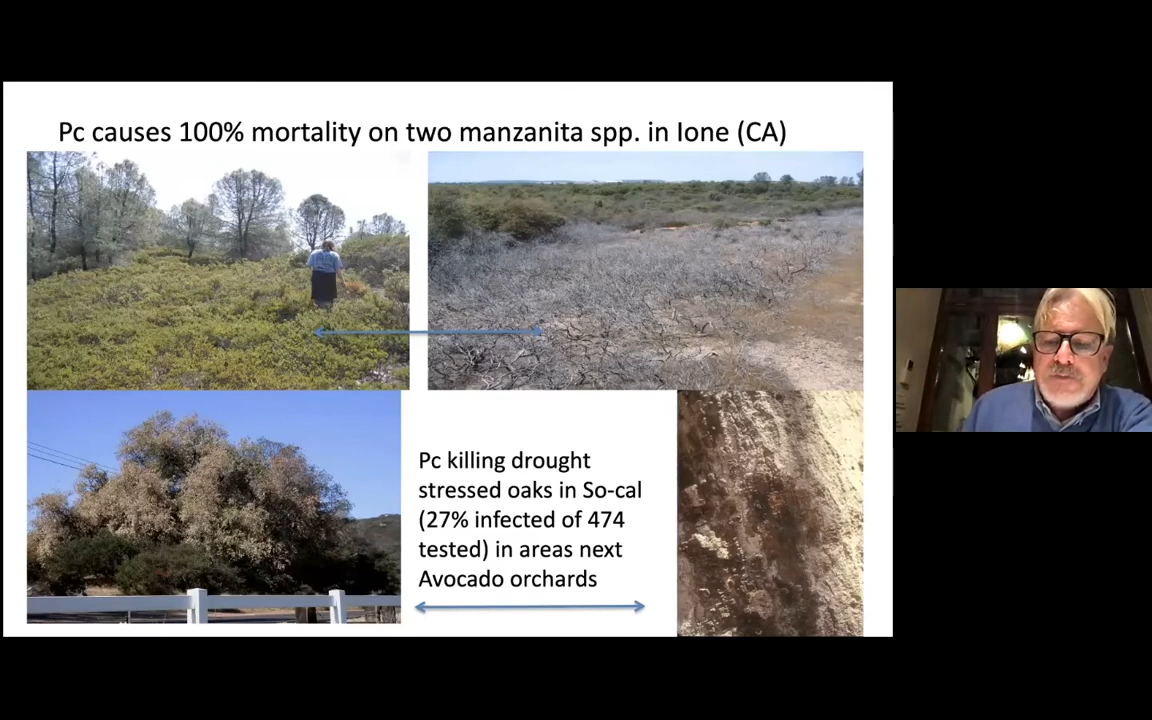 Pc causes 100% mortality on two manzanita spp. in Ione (CA)
Pc killing drought
stressed oaks in So-cal
(27% infected of 474
tested) in areas next
Avocado orchards